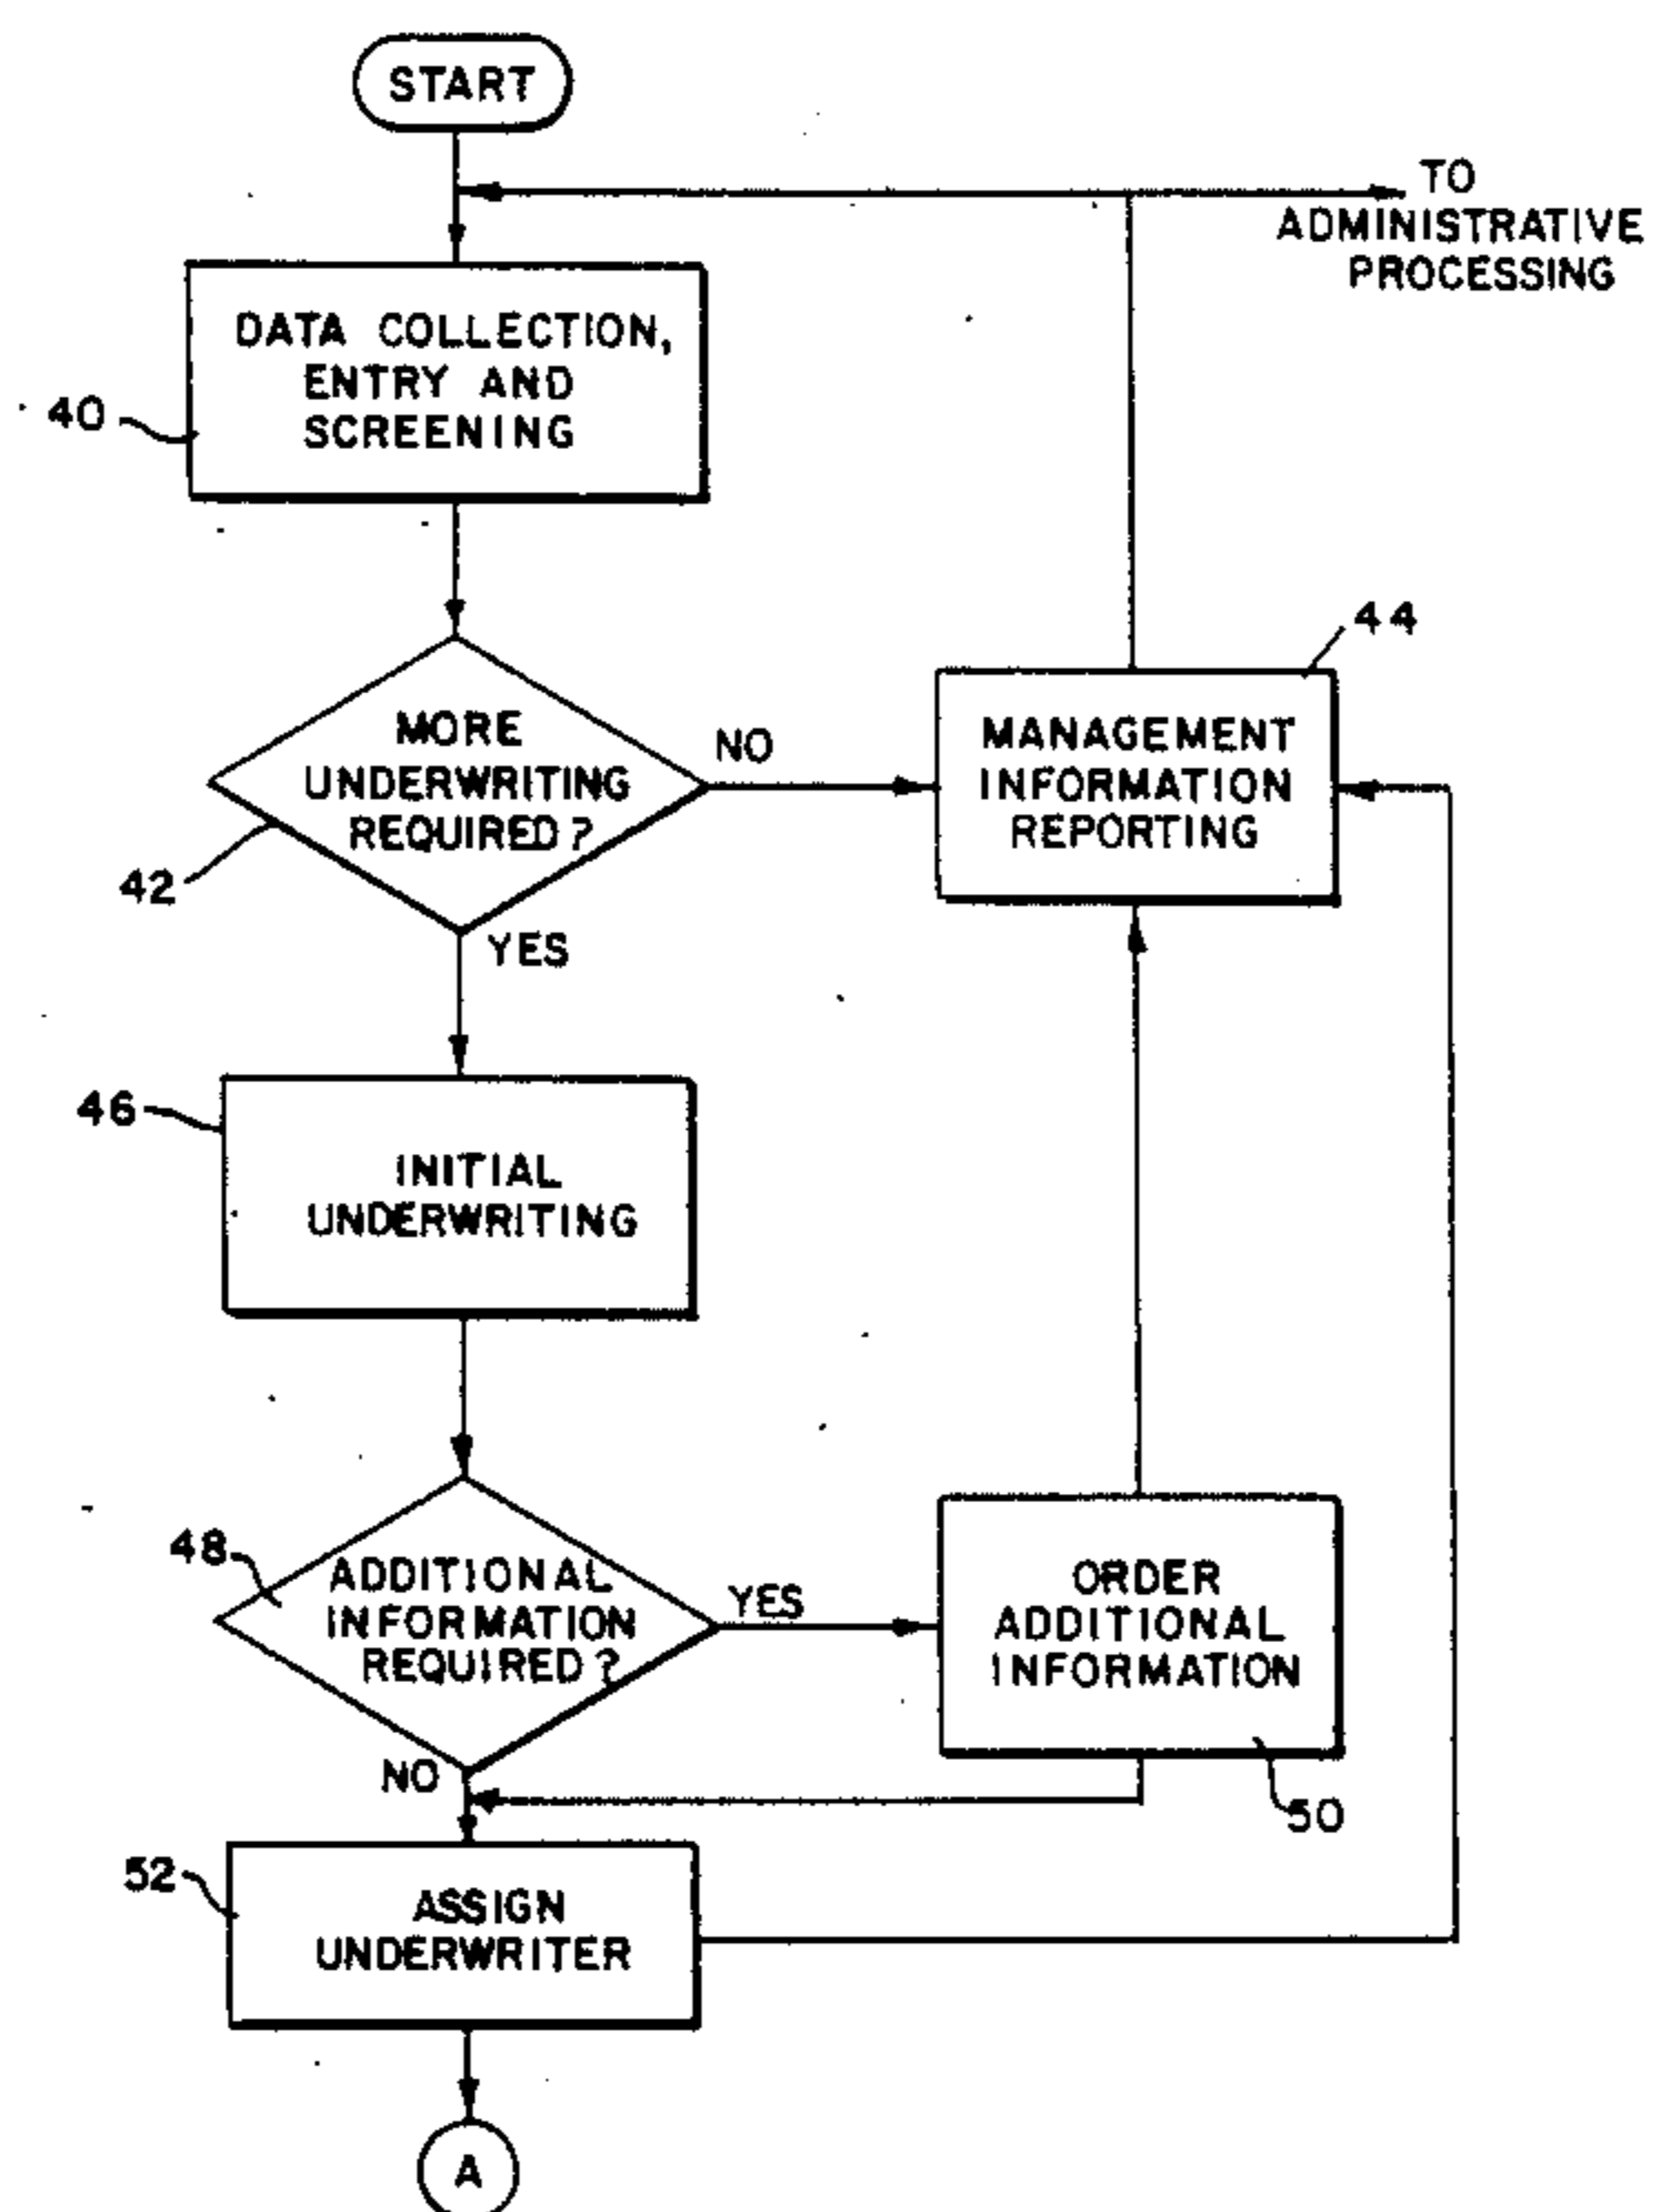 START
TO
ADMINISTRATIVE
PROCESSING
DATA COLLECTION,
ENTRY AND
SCREENING
40
44
MORE
UNDERWRITING
REQUIRED?
NO
42
YES
MANAGEMENT
INFORMATION
REPORTING
46
INITIAL
UNDERWRITING
48
ADDITIONAL
INFORMATION
REQUIRED?
YES
NO
ORDER
ADDITIONAL
INFORMATION
50
52
ASSIGN
UNDERWRITER
A